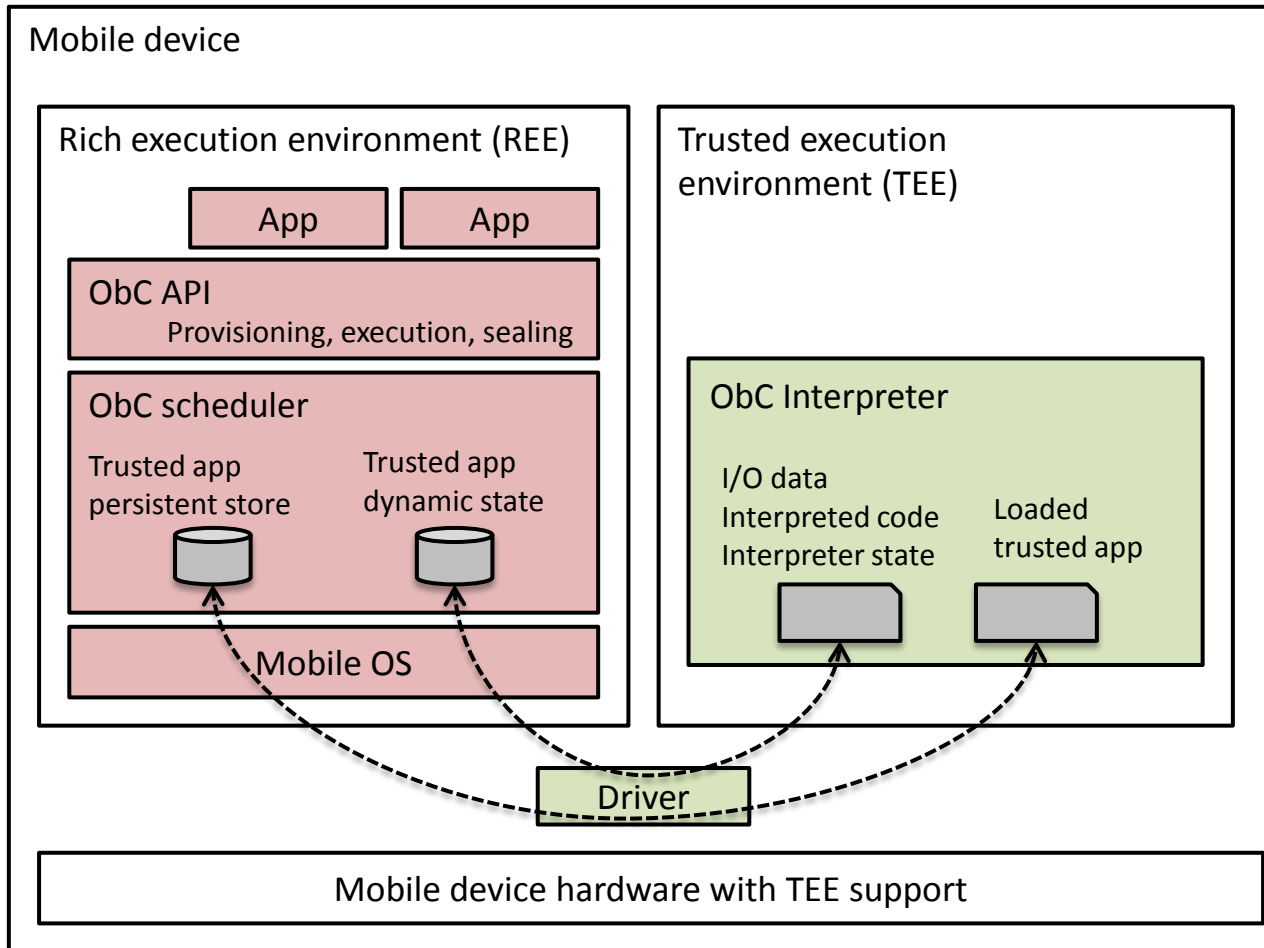 Mobile device
Rich execution environment (REE)
App
App
ObC API
Provisioning, execution, sealing
ObC scheduler
Trusted app
persistent store
Trusted app
dynamic state
Mobile OS
Trusted execution
environment (TEE)
ObC Interpreter
I/O data
Interpreted code
Interpreter state
Loaded
trusted app
Driver
Mobile device hardware with TEE support